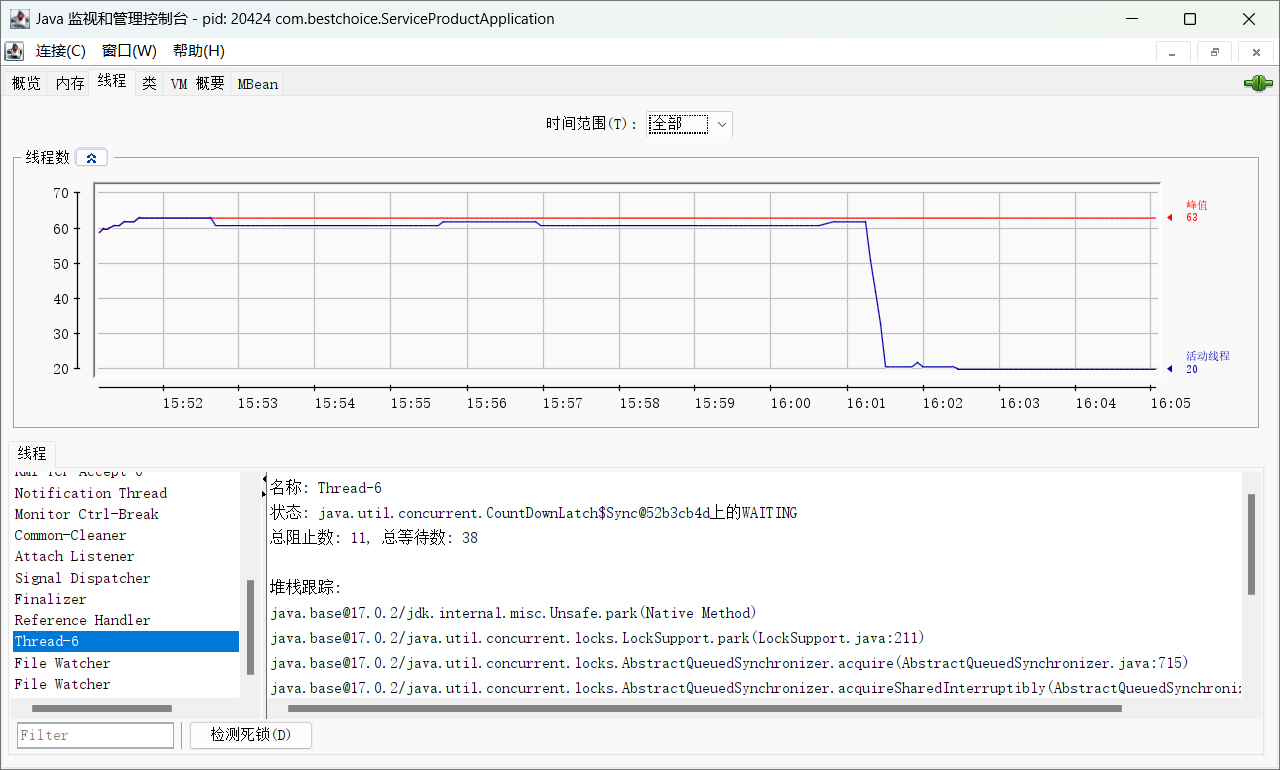 Java 监视和管理控制台 - pid: 20424 com.bestchoice.ServiceProductApplication
连接(C) 窗口(W) 帮助(H)
概览 内存 线程 类 VM 概要 MBean
时间范围(T): 全部
线程数
70
60
50
40
30
20
峰值
63
活动线程
20
15:52 15:53 15:54 15:55 15:56 15:57 15:58 15:59 16:00 16:01 16:02 16:03 16:04 16:05
线程
RMI TCP Accept-0
Notification Thread
Monitor Ctrl-Break
Common-Cleaner
Attach Listener
Signal Dispatcher
Finalizer
Reference Handler
Thread-6
File Watcher
File Watcher
名称: Thread-6
状态: java.util.concurrent.CountDownLatch$Sync@52b3cb4d上的WAITING
总阻止数: 11, 总等待数: 38
堆栈跟踪:
java.base@17.0.2/jdk.internal.misc.Unsafe.park(Native Method)
java.base@17.0.2/java.util.concurrent.locks.LockSupport.park(LockSupport.java:211)
java.base@17.0.2/java.util.concurrent.locks.AbstractQueuedSynchronizer.acquire(AbstractQueuedSynchronizer.java:715)
java.base@17.0.2/java.util.concurrent.locks.AbstractQueuedSynchronizer.acquireSharedInterruptibly(AbstractQueuedSynchroni
Filter
检测死锁(D)